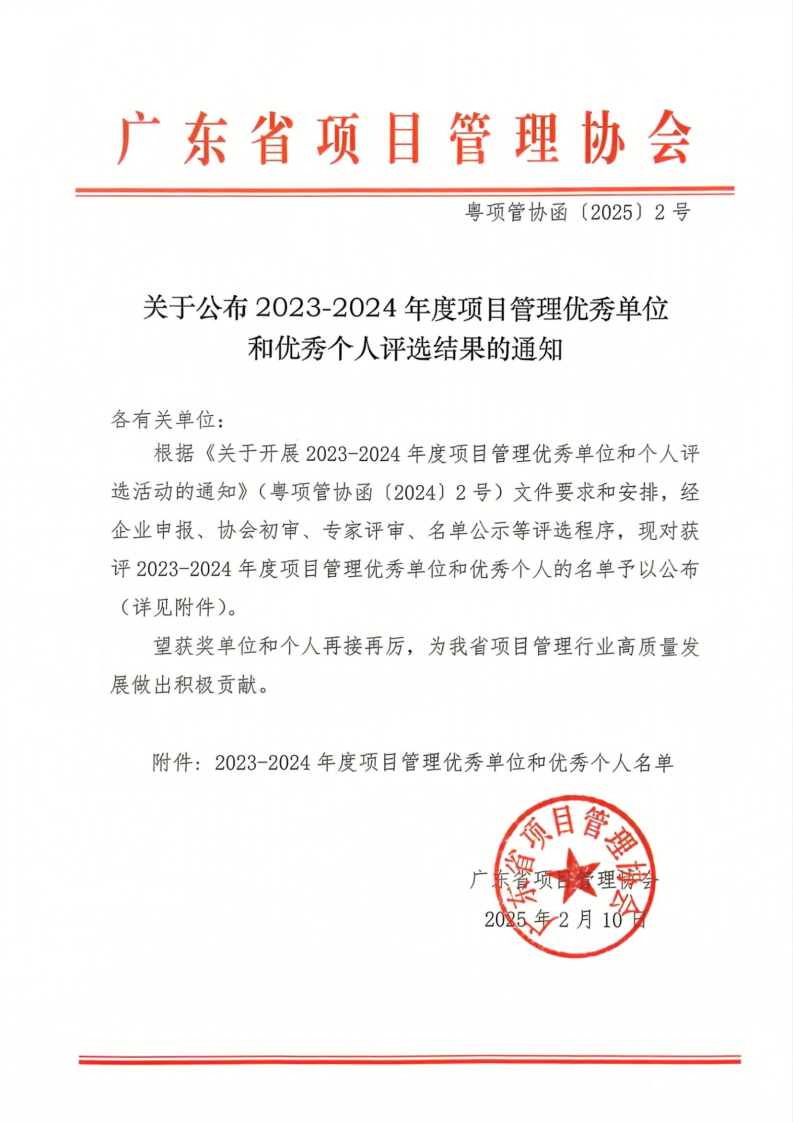 广东省项目管理协会
粤项管协函〔2025〕2号
关于公布2023-2024年度项目管理优秀单位
和优秀个人评选结果的通知
各有关单位：
根据《关于开展2023-2024年度项目管理优秀单位和个人评
选活动的通知》（粤项管协函〔2024〕2号）文件要求和安排，经
企业申报、协会初审、专家评审、名单公示等评选程序，现对获
评2023-2024年度项目管理优秀单位和优秀个人的名单予以公布
（详见附件）。
望获奖单位和个人再接再厉，为我省项目管理行业高质量发
展做出积极贡献。
附件：2023-2024年度项目管理优秀单位和优秀个人名单
广东省项目管理协会
广东省项目管理协会
2025年2月10日